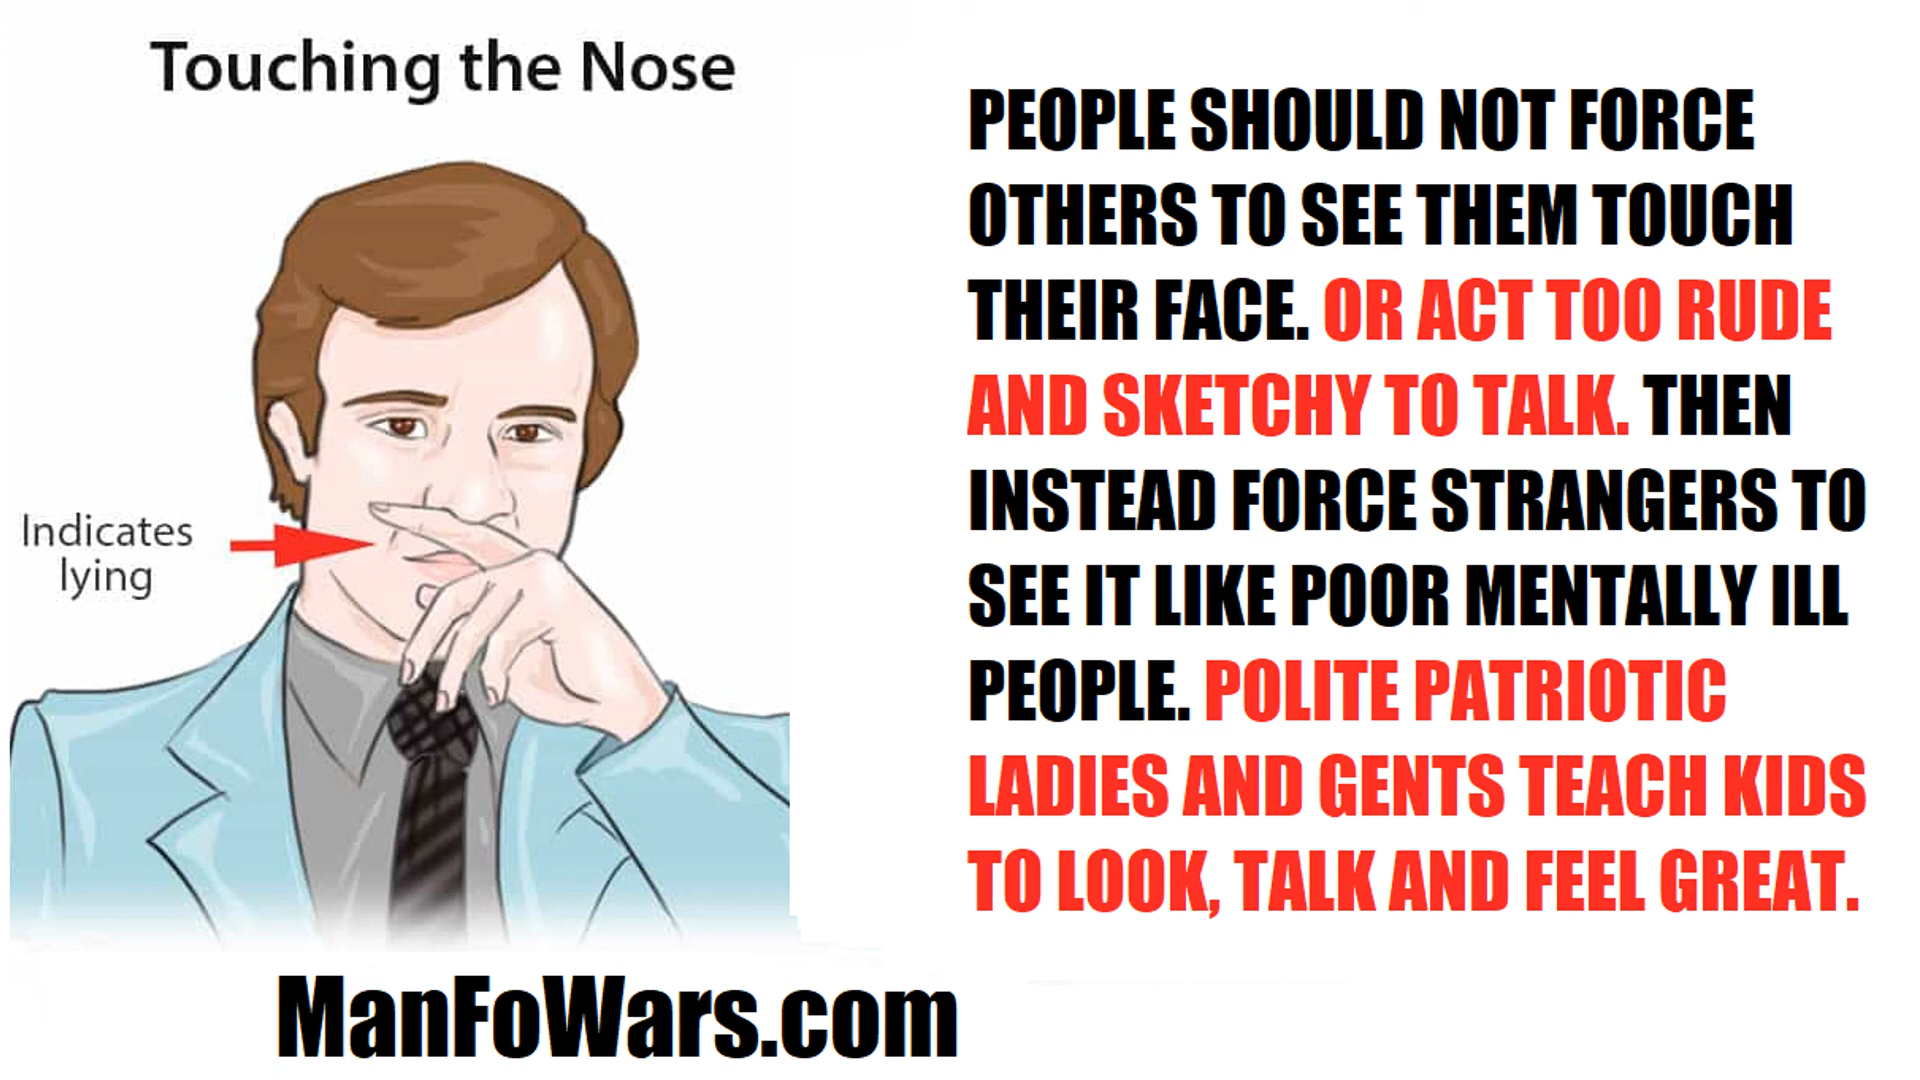 Touching the Nose
Indicates
lying
PEOPLE SHOULD NOT FORCE
OTHERS TO SEE THEM TOUCH
THEIR FACE. OR ACT TOO RUDE
AND SKETCHY TO TALK. THEN
INSTEAD FORCE STRANGERS TO
SEE IT LIKE POOR MENTALLY ILL
PEOPLE. POLITE PATRIOTIC
LADIES AND GENTS TEACH KIDS
TO LOOK, TALK AND FEEL GREAT.
ManFoWars.com